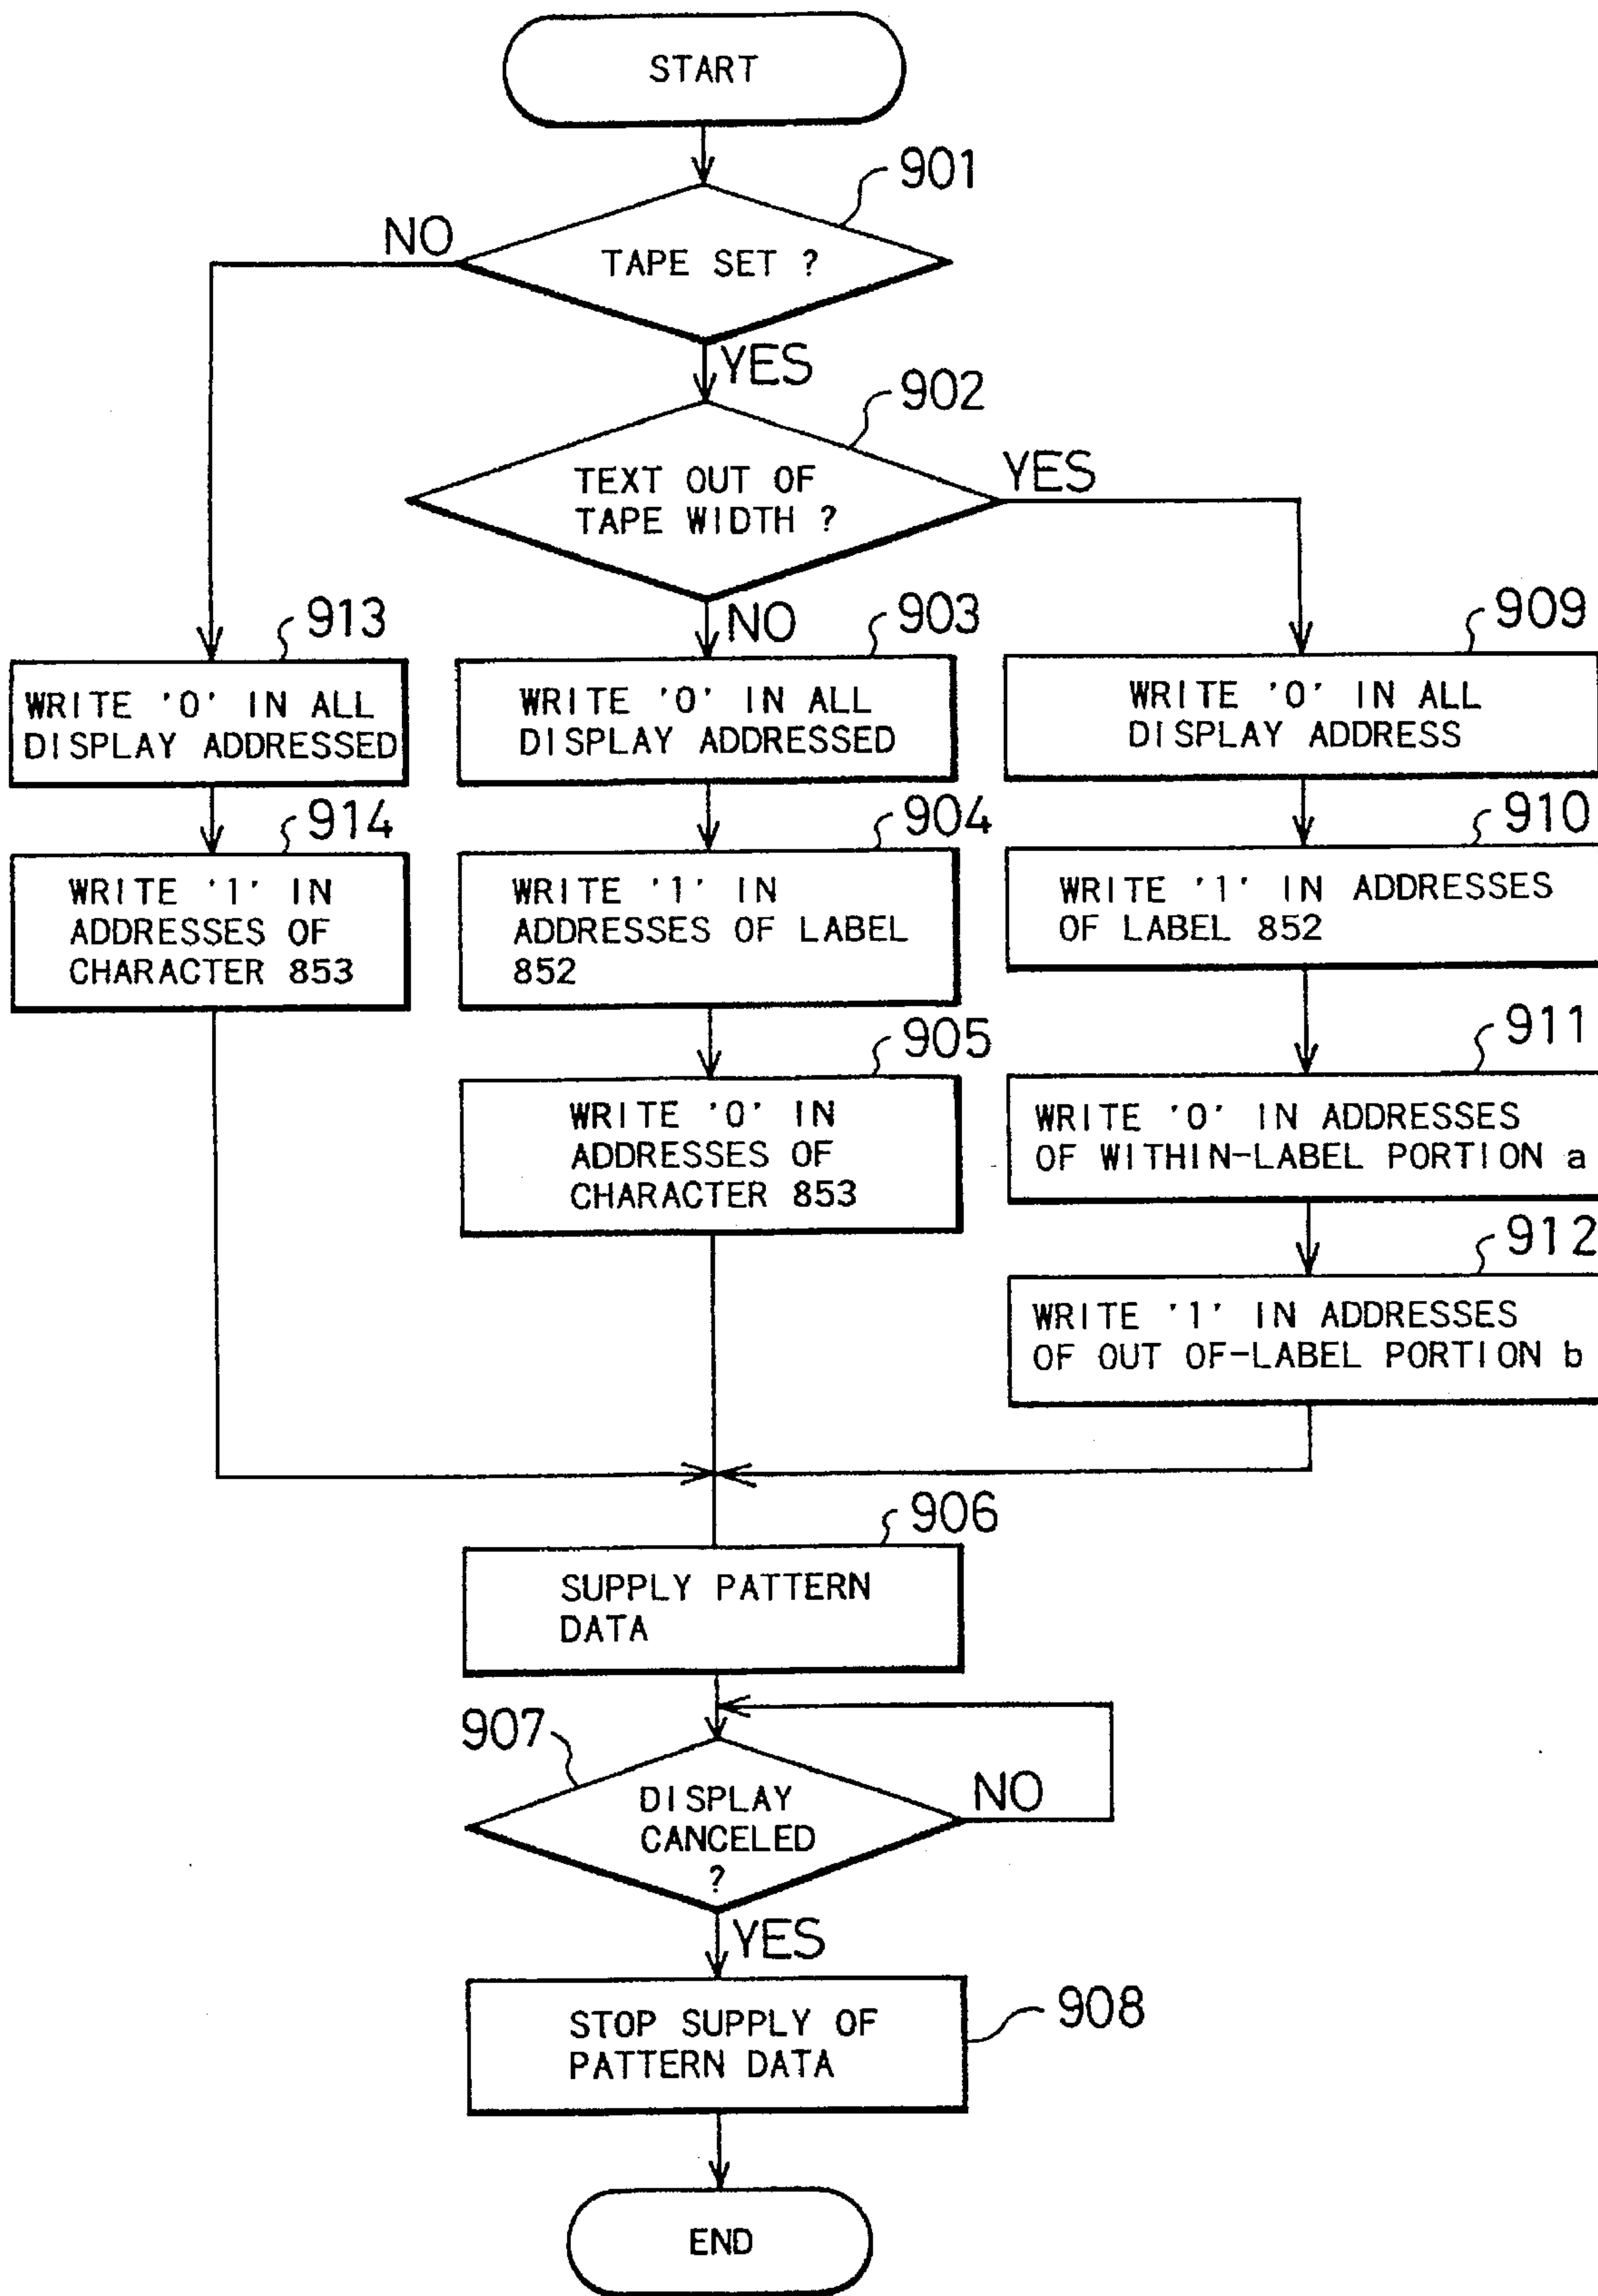 START
901
NO
TAPE SET ?
YES
902
TEXT OUT OF
TAPE WIDTH ?
YES
NO
913
WRITE '0' IN ALL
DISPLAY ADDRESSED
903
WRITE '0' IN ALL
DISPLAY ADDRESSED
909
WRITE '0' IN ALL
DISPLAY ADDRESS
914
WRITE '1' IN
ADDRESSES OF
CHARACTER 853
904
WRITE '1' IN
ADDRESSES OF LABEL
852
910
WRITE '1' IN ADDRESSES
OF LABEL 852
905
WRITE '0' IN
ADDRESSES OF
CHARACTER 853
911
WRITE '0' IN ADDRESSES
OF WITHIN-LABEL PORTION a
912
WRITE '1' IN ADDRESSES
OF OUT OF-LABEL PORTION b
906
SUPPLY PATTERN
DATA
907
DISPLAY
CANCELED
?
NO
YES
908
STOP SUPPLY OF
PATTERN DATA
END